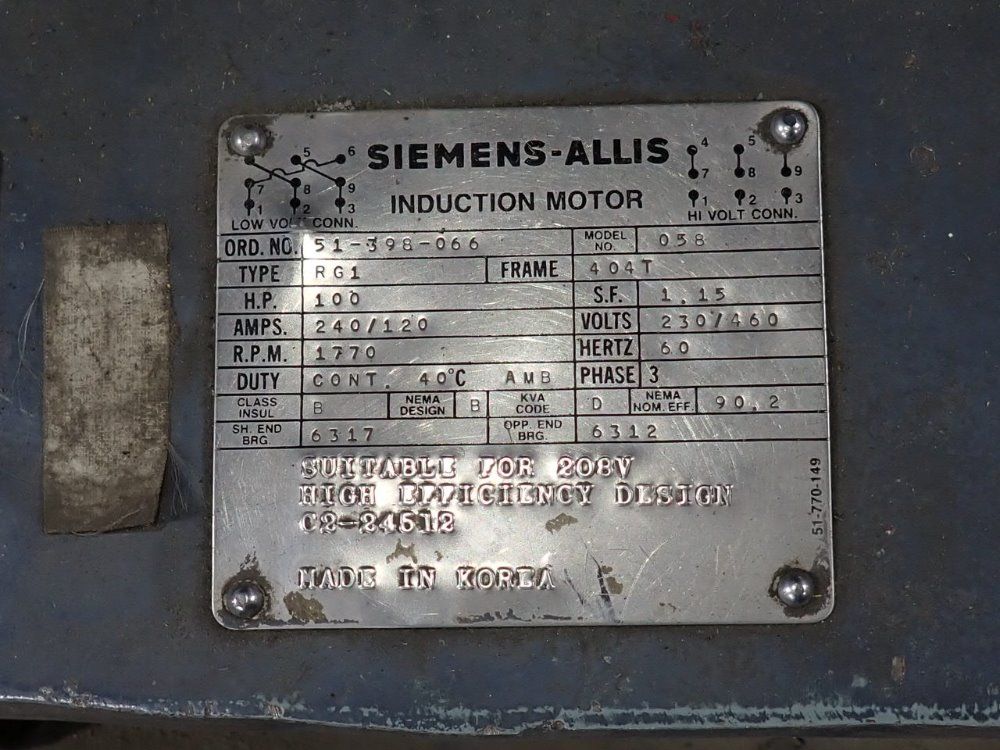 5 6
7 8 9
1 2 3
LOW VOLT CONN.
SIEMENS-ALLIS
INDUCTION MOTOR
4 5
7 8 9
1 2 3
HI VOLT CONN.
ORD. NO. 51-398-066 MODEL NO. 058
TYPE RG1 FRAME 404T
H.P. 100 S.F. 1.15
AMPS. 240/120 VOLTS 230/460
R.P.M. 1770 HERTZ 60
DUTY CONT. 40°C AMB PHASE 3
CLASS INSUL B NEMA DESIGN B KVA CODE D NEMA NOM. EFF. 90.2
SH. END BRG. 6317 OPP. END BRG. 6312
SUITABLE FOR 208V
HIGH EFFICIENCY DESIGN
C2-24512
MADE IN KOREA
51-770-149